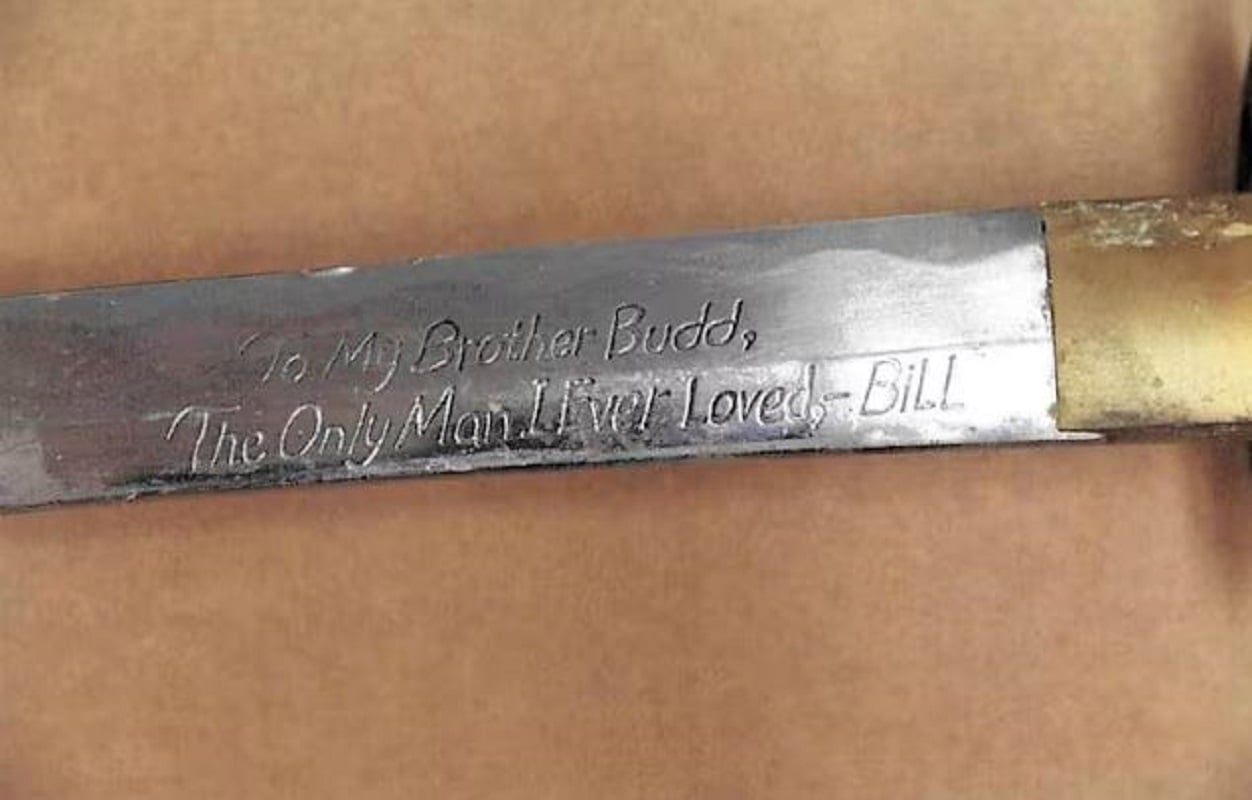 To My Brother Budd,
The Only Man I Ever Loved,- BiLL